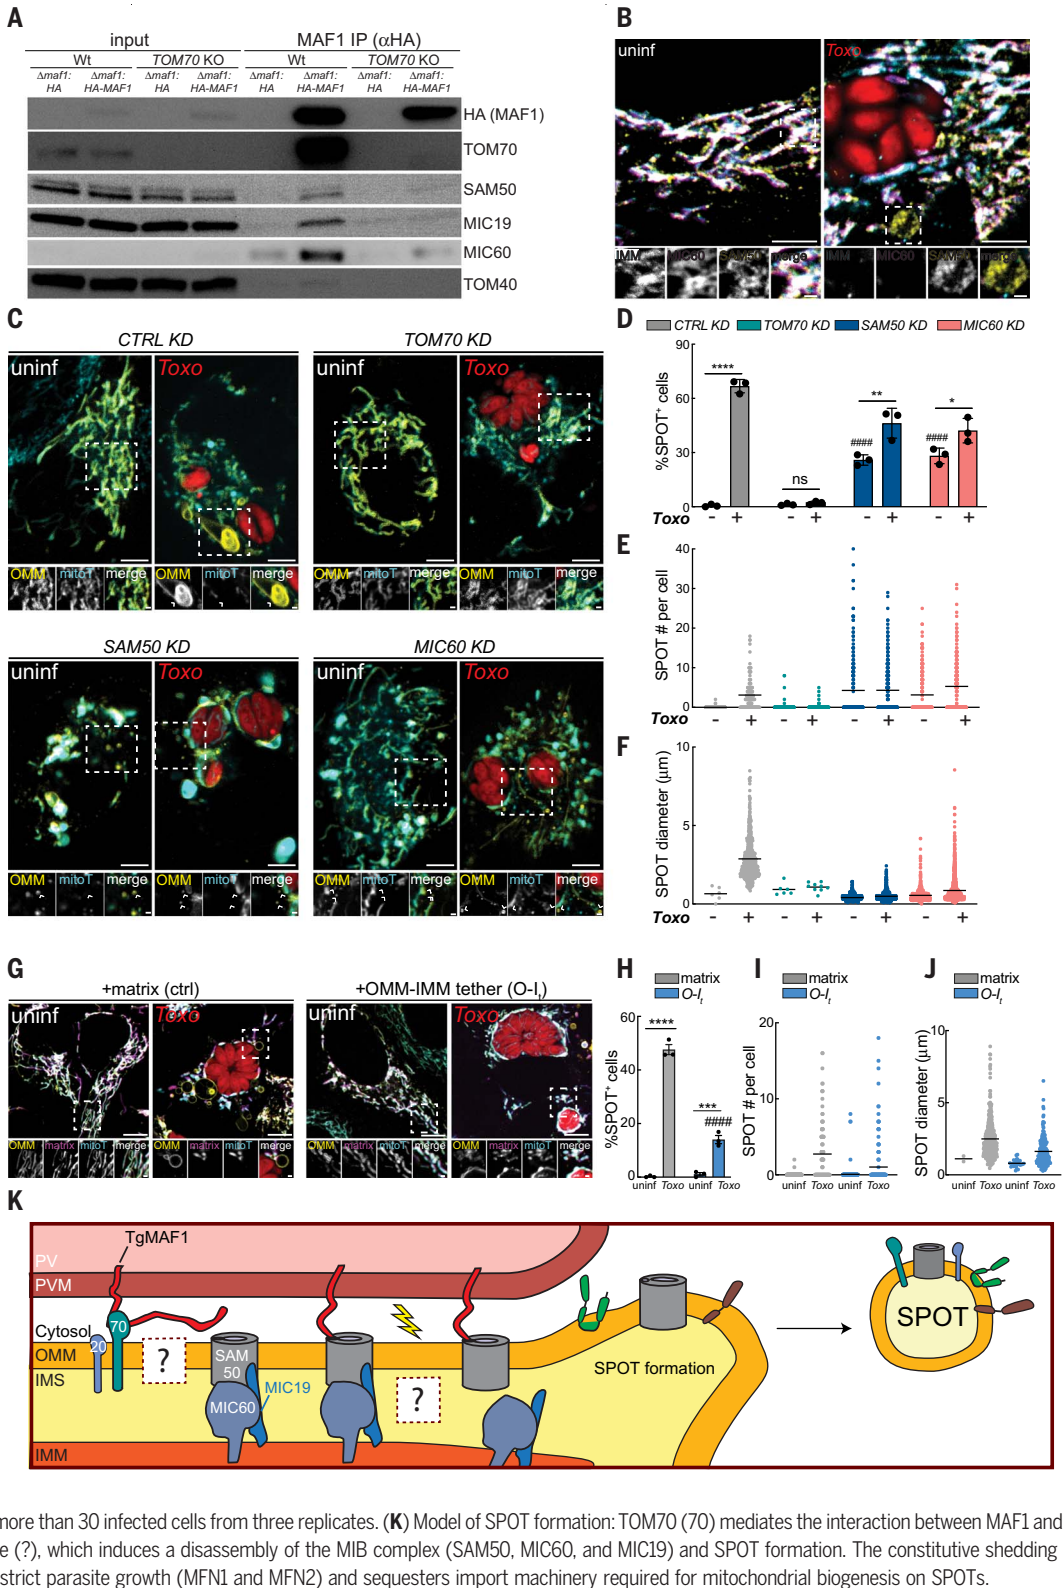 A
input
MAF1 IP (αHA)
Wt
TOM70 KO
Wt
TOM70 KO
Δmaf1: HA
Δmaf1: HA-MAF1
Δmaf1: HA
Δmaf1: HA-MAF1
Δmaf1: HA
Δmaf1: HA-MAF1
Δmaf1: HA
Δmaf1: HA-MAF1
HA (MAF1)
TOM70
SAM50
MIC19
MIC60
TOM40
B
uninf
Toxo
IMM MIC60 SAM50 merge
IMM MIC60 SAM50 merge
C
CTRL KD
TOM70 KD
uninf
Toxo
uninf
Toxo
OMM mitoT merge
OMM mitoT merge
OMM mitoT merge
OMM mitoT merge
SAM50 KD
MIC60 KD
uninf
Toxo
uninf
Toxo
OMM mitoT merge
OMM mitoT merge
OMM mitoT merge
OMM mitoT merge
D
CTRL KD TOM70 KD SAM50 KD MIC60 KD
%SPOT+ cells
90
60
30
0
****
ns
####
**
####
*
Toxo - + - + - + - +
E
SPOT # per cell
40
30
20
10
0
Toxo - + - + - + - +
F
SPOT diameter (μm)
10
5
0
Toxo - + - + - + - +
G
+matrix (ctrl)
+OMM-IMM tether (O-It)
uninf
Toxo
uninf
Toxo
OMM matrix mitoT merge
OMM matrix mitoT merge
OMM matrix mitoT merge
OMM matrix mitoT merge
H
matrix
O-It
%SPOT+ cells
60
40
20
0
****
***
####
uninf Toxo uninf Toxo
I
matrix
O-It
SPOT # per cell
20
10
0
uninf Toxo uninf Toxo
J
matrix
O-It
SPOT diameter (μm)
10
5
0
uninf Toxo uninf Toxo
K
TgMAF1
PV
PVM
Cytosol
OMM
IMS
IMM
20
70
?
SAM
50
MIC60
MIC19
?
SPOT formation
SPOT
more than 30 infected cells from three replicates. (K) Model of SPOT formation: TOM70 (70) mediates the interaction between MAF1 and
e (?), which induces a disassembly of the MIB complex (SAM50, MIC60, and MIC19) and SPOT formation. The constitutive shedding
strict parasite growth (MFN1 and MFN2) and sequesters import machinery required for mitochondrial biogenesis on SPOTs.